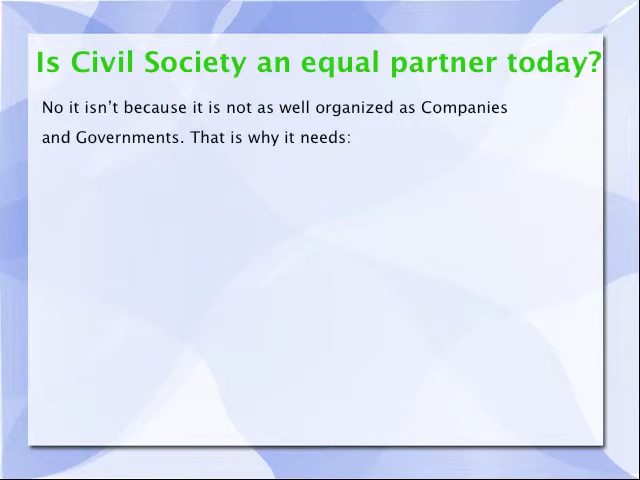 Is Civil Society an equal partner today?
No it isn't because it is not as well organized as Companies
and Governments. That is why it needs: